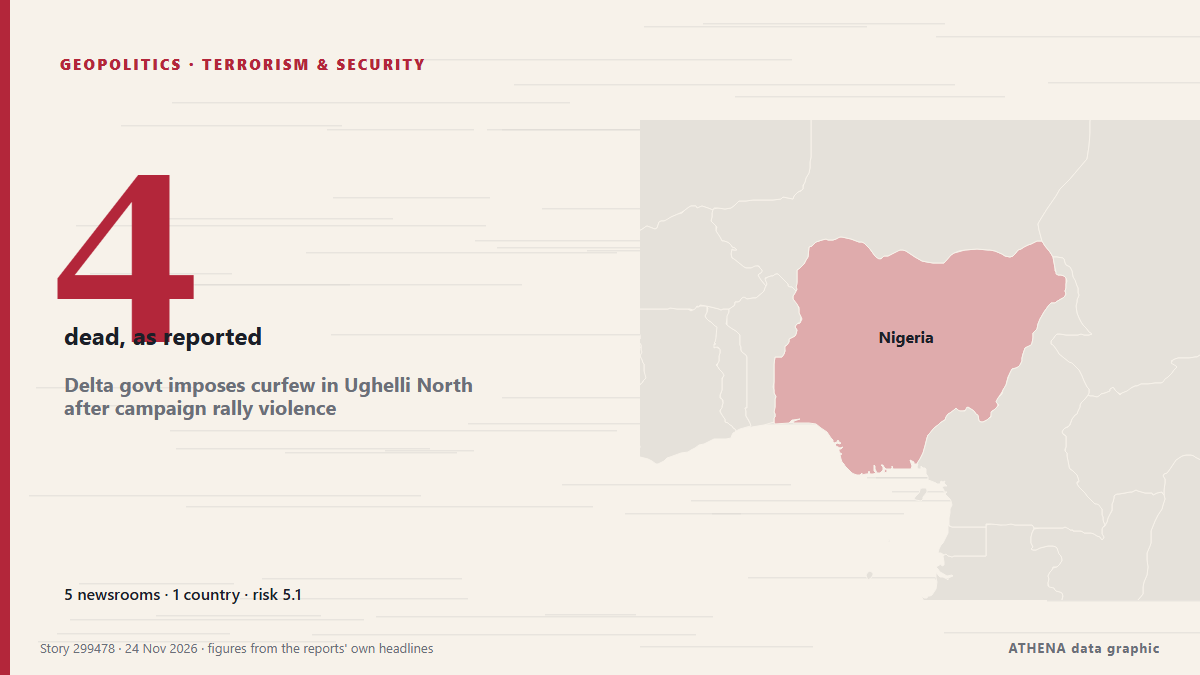 GEOPOLITICS · TERRORISM & SECURITY
4
dead, as reported
Delta govt imposes curfew in Ughelli North
after campaign rally violence
Nigeria
5 newsrooms · 1 country · risk 5.1
Story 299478 · 24 Nov 2026 · figures from the reports' own headlines
ATHENA data graphic